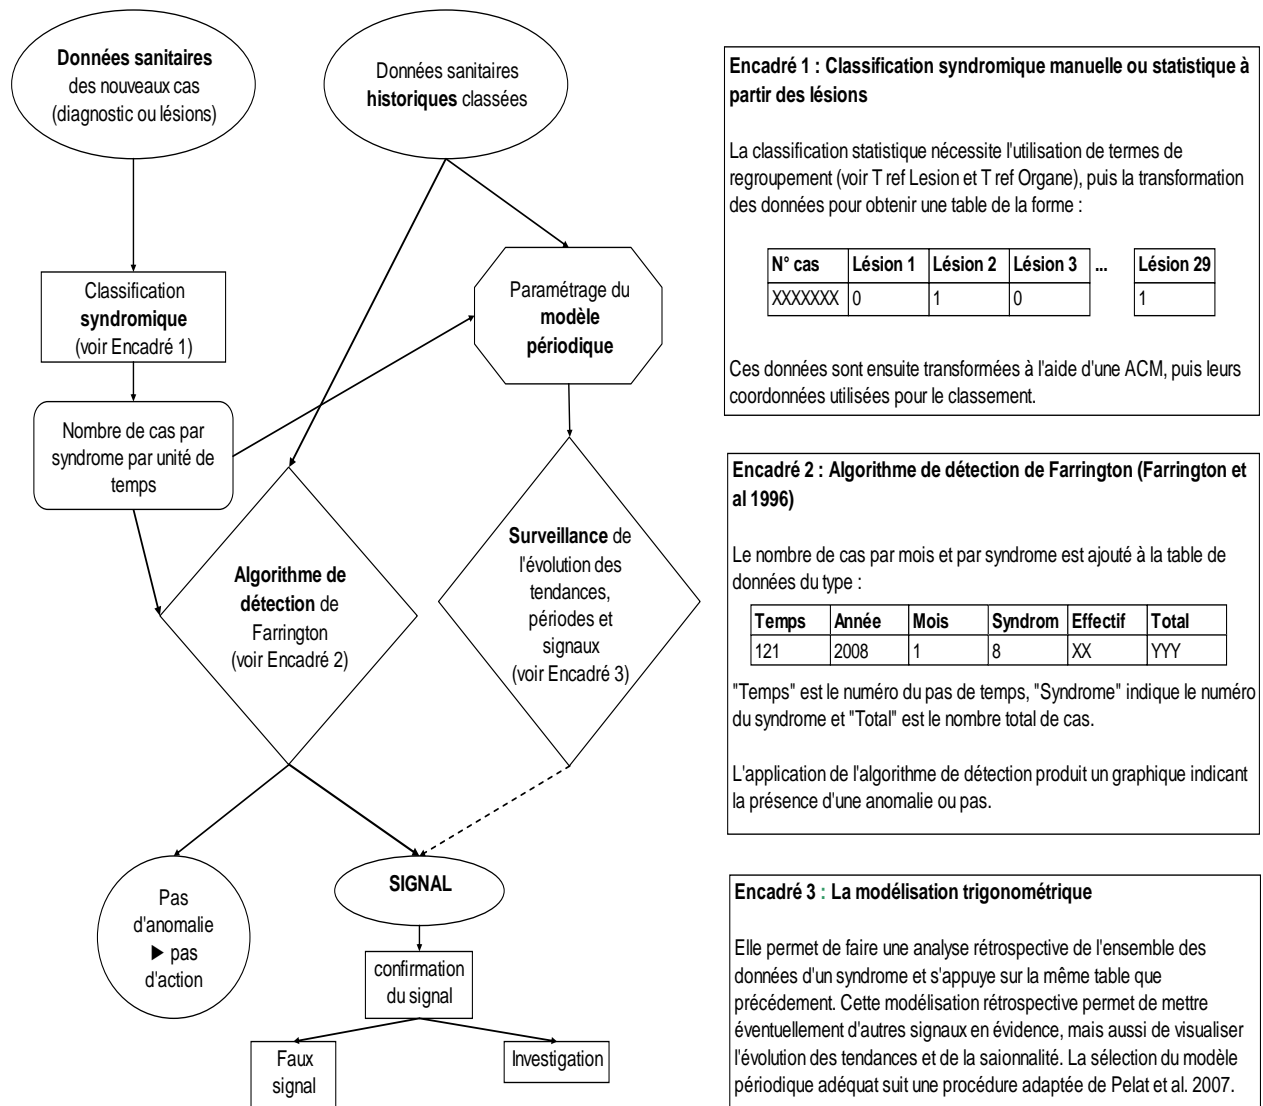 Données sanitaires
des nouveaux cas
(diagnostic ou lésions)
Données sanitaires
historiques classées
Classification
syndromique
(voir Encadré 1)
Paramétrage du
modèle
périodique
Nombre de cas par
syndrome par unité de
temps
Algorithme de
détection de
Farrington
(voir Encadré 2)
Surveillance de
l'évolution des
tendances,
périodes et
signaux
(voir Encadré 3)
Pas
d'anomalie
▶ pas
d'action
SIGNAL
confirmation
du signal
Faux
signal
Investigation
Encadré 1 : Classification syndromique manuelle ou statistique à
partir des lésions
La classification statistique nécessite l'utilisation de termes de
regroupement (voir T ref Lesion et T ref Organe), puis la transformation
des données pour obtenir une table de la forme :
N° cas Lésion 1 Lésion 2 Lésion 3 ... Lésion 29
XXXXXXX 0 1 0 1
Ces données sont ensuite transformées à l'aide d'une ACM, puis leurs
coordonnées utilisées pour le classement.
Encadré 2 : Algorithme de détection de Farrington (Farrington et
al 1996)
Le nombre de cas par mois et par syndrome est ajouté à la table de
données du type :
Temps Année Mois Syndrom Effectif Total
121 2008 1 8 XX YYY
"Temps" est le numéro du pas de temps, "Syndrome" indique le numéro
du syndrome et "Total" est le nombre total de cas.
L'application de l'algorithme de détection produit un graphique indicant
la présence d'une anomalie ou pas.
Encadré 3 : La modélisation trigonométrique
Elle permet de faire une analyse rétrospective de l'ensemble des
données d'un syndrome et s'appuye sur la même table que
précédement. Cette modélisation rétrospective permet de mettre
éventuellement d'autres signaux en évidence, mais aussi de visualiser
l'évolution des tendances et de la saionnalité. La sélection du modèle
périodique adéquat suit une procédure adaptée de Pelat et al. 2007.